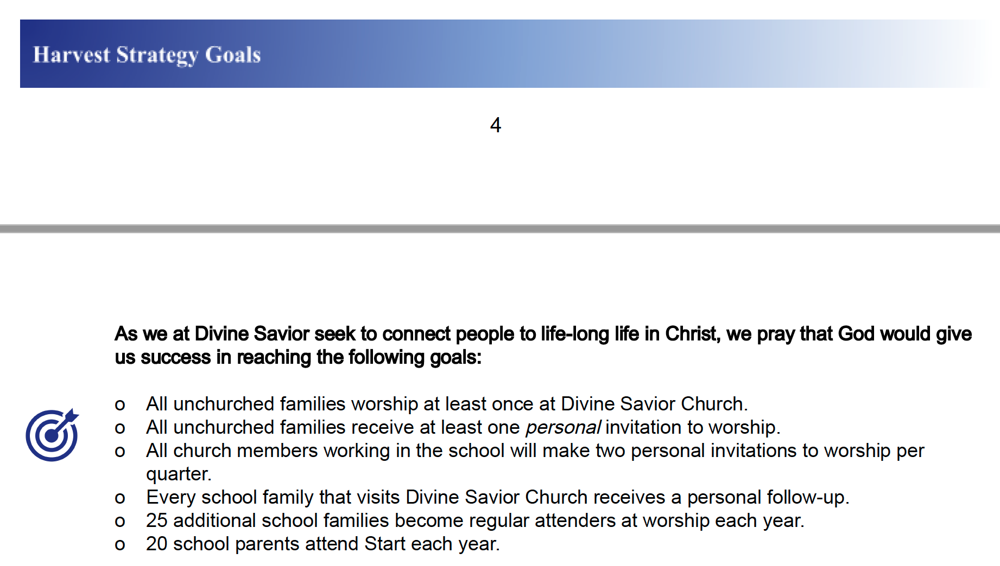 Harvest Strategy Goals
4
As we at Divine Savior seek to connect people to life-long life in Christ, we pray that God would give
us success in reaching the following goals:
o All unchurched families worship at least once at Divine Savior Church.
o All unchurched families receive at least one personal invitation to worship.
o All church members working in the school will make two personal invitations to worship per
quarter.
o Every school family that visits Divine Savior Church receives a personal follow-up.
o 25 additional school families become regular attenders at worship each year.
o 20 school parents attend Start each year.